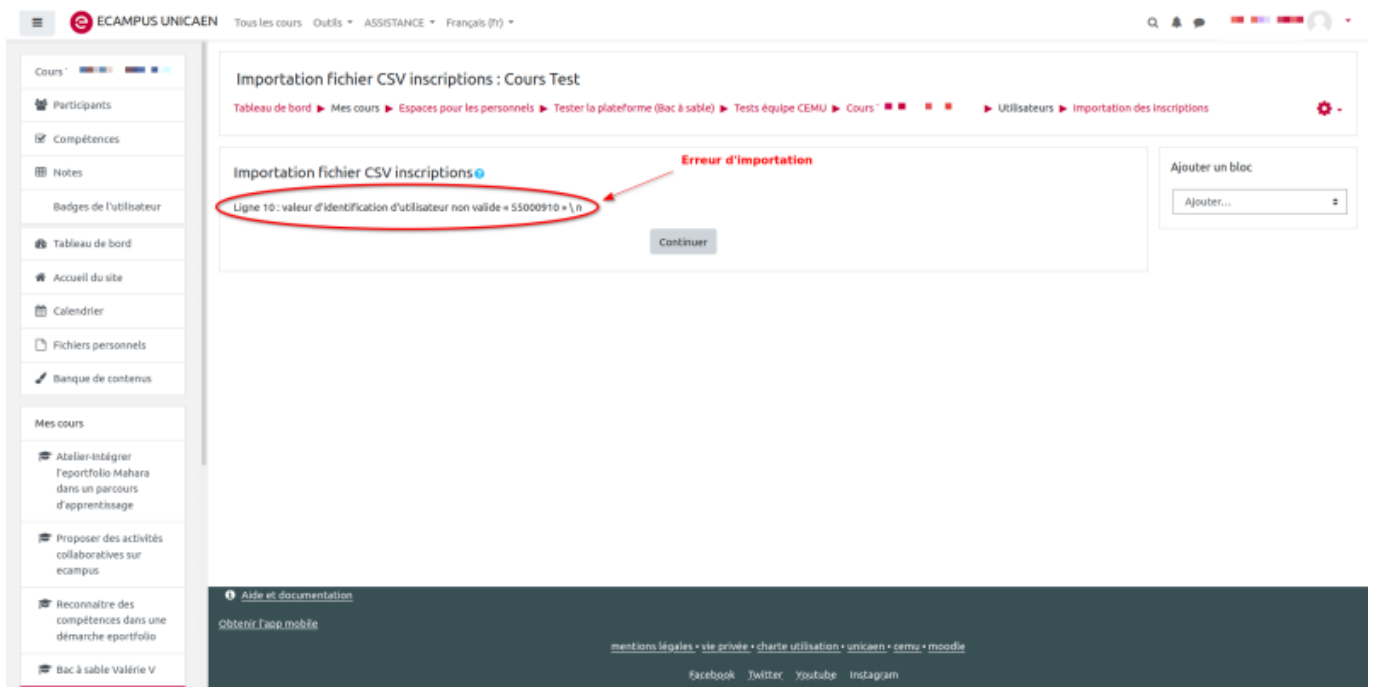 ECAMPUS UNICAEN Tous les cours Outils ASSISTANCE Français (fr)
Cours
Participants
Compétences
Notes
Badges de l'utilisateur
Tableau de bord
Accueil du site
Calendrier
Fichiers personnels
Banque de contenus
Mes cours
Atelier-Intégrer
l'eportfolio Mahara
dans un parcours
d'apprentissage
Proposer des activités
collaboratives sur
ecampus
Reconnaitre des
compétences dans une
démarche eportfolio
Bac à sable Valérie V
Importation fichier CSV inscriptions : Cours Test
Tableau de bord ▶ Mes cours ▶ Espaces pour les personnels ▶ Tester la plateforme (Bac à sable) ▶ Tests équipe CEMU ▶ Cours ▶ Utilisateurs ▶ Importation des inscriptions
Importation fichier CSV inscriptions
Erreur d'importation
Ligne 10 : valeur d'identification d'utilisateur non valide « 55000910 » \ n
Continuer
Ajouter un bloc
Ajouter...
Aide et documentation
Obtenir l'app mobile
mentions légales • vie privée • charte utilisation • unicaen • cemu • moodle
Facebook Twitter Youtube Instagram